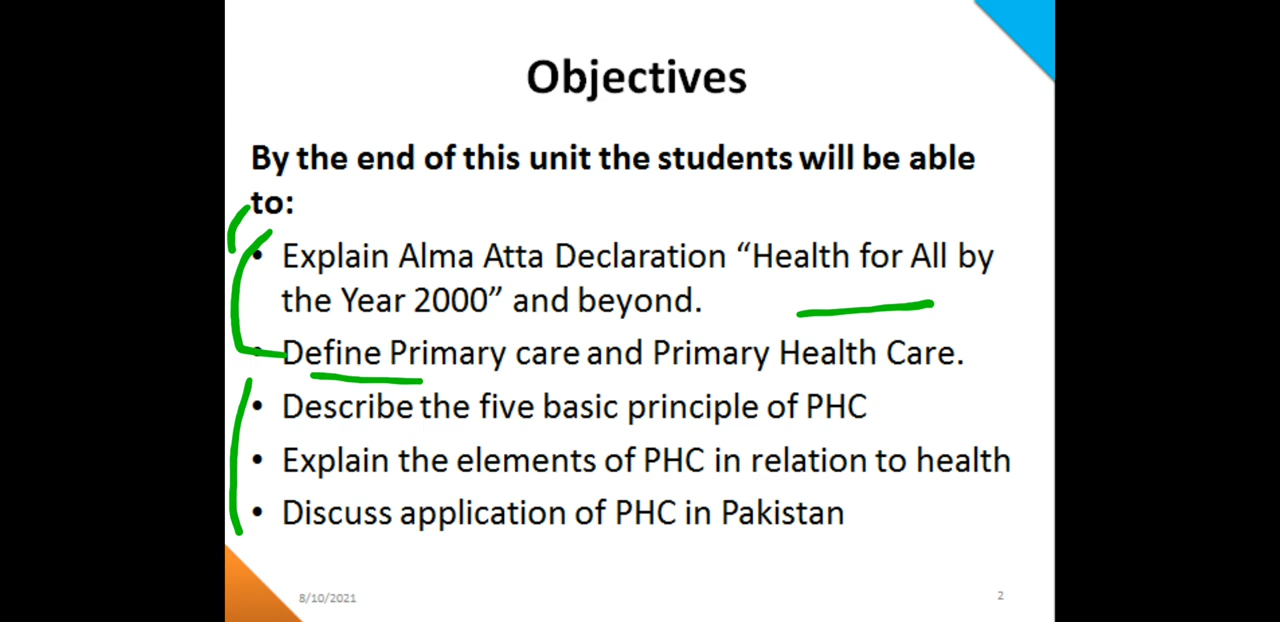 Objectives
By the end of this unit the students will be able
to:
• Explain Alma Atta Declaration “Health for All by
the Year 2000” and beyond.
• Define Primary care and Primary Health Care.
• Describe the five basic principle of PHC
• Explain the elements of PHC in relation to health
• Discuss application of PHC in Pakistan
8/10/2021
2